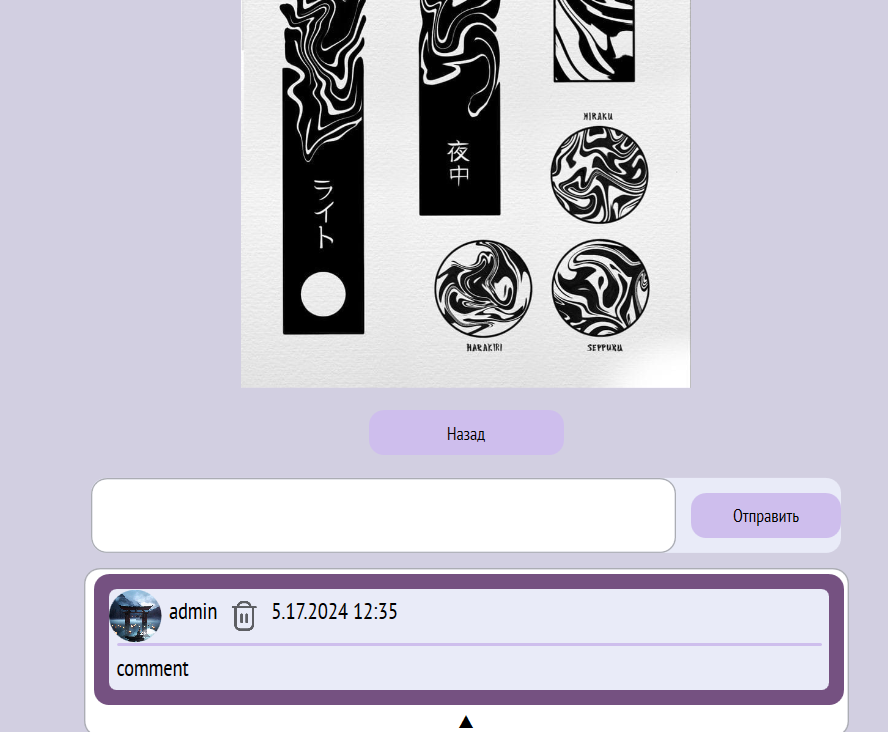 HIRAKU
夜中
ライト
HARAKIRI
SEPPUKU
Назад
Отправить
admin
5.17.2024 12:35
comment